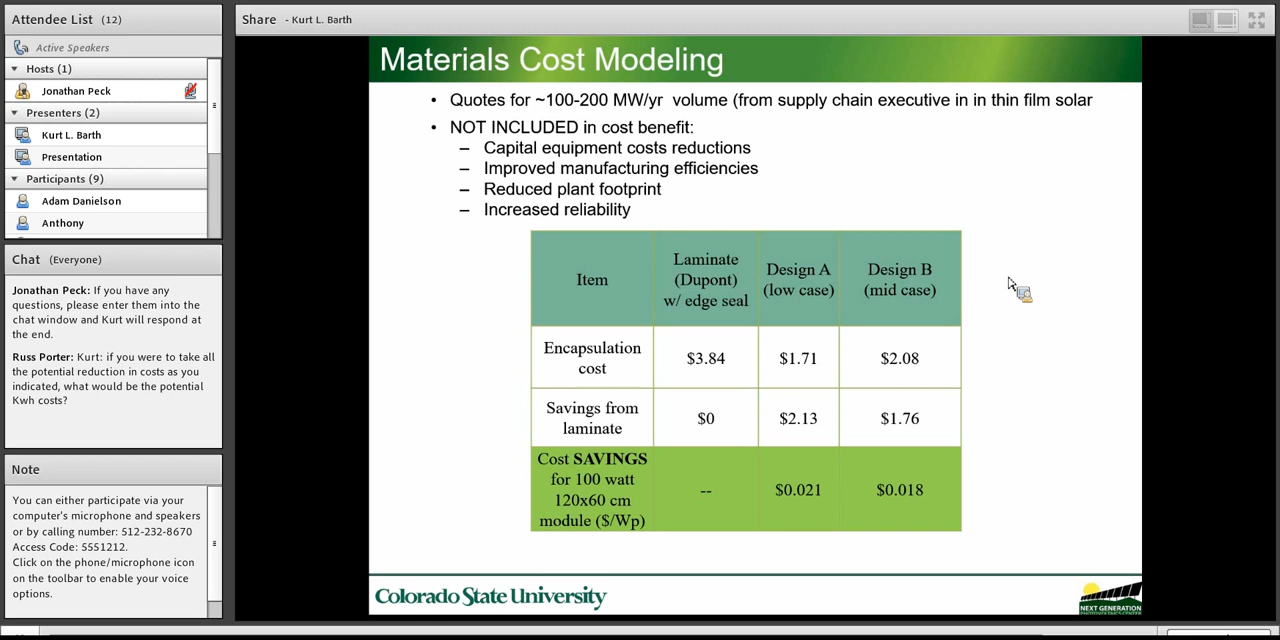 Attendee List (12)
Active Speakers
Hosts (1)
Jonathan Peck
Presenters (2)
Kurt L. Barth
Presentation
Participants (9)
Adam Danielson
Anthony
Chat (Everyone)
Jonathan Peck: If you have any
questions, please enter them into the
chat window and Kurt will respond at
the end.
Russ Porter: Kurt: if you were to take all
the potential reduction in costs as you
indicated, what would be the potential
Kwh costs?
Note
You can either participate via your
computer's microphone and speakers
or by calling number: 512-232-8670
Access Code: 5551212.
Click on the phone/microphone icon
on the toolbar to enable your voice
options.
Share - Kurt L. Barth
Materials Cost Modeling
• Quotes for ~100-200 MW/yr volume (from supply chain executive in in thin film solar
• NOT INCLUDED in cost benefit:
– Capital equipment costs reductions
– Improved manufacturing efficiencies
– Reduced plant footprint
– Increased reliability
Item
Laminate
(Dupont)
w/ edge seal
Design A
(low case)
Design B
(mid case)
Encapsulation
cost
$3.84
$1.71
$2.08
Savings from
laminate
$0
$2.13
$1.76
Cost SAVINGS
for 100 watt
120x60 cm
module ($/Wp)
--
$0.021
$0.018
Colorado State University
NEXT GENERATION